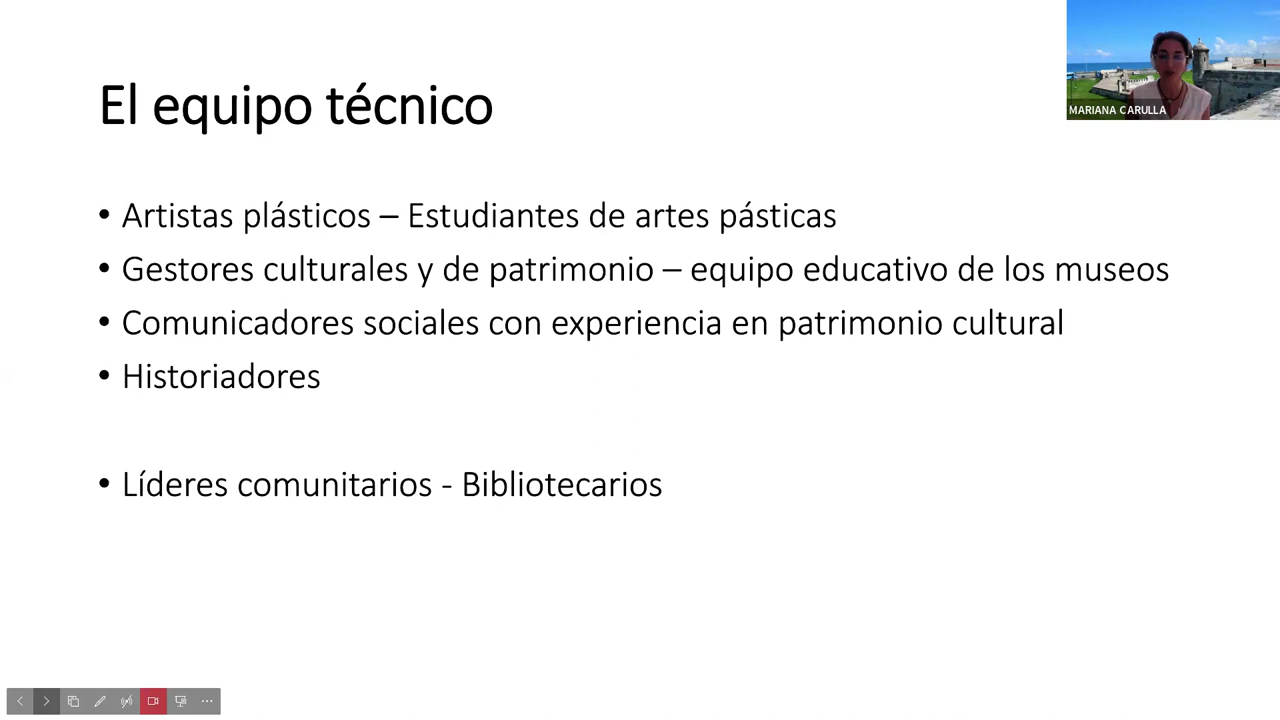 El equipo técnico
MARIANA CARULLA
• Artistas plásticos – Estudiantes de artes pásticas
• Gestores culturales y de patrimonio – equipo educativo de los museos
• Comunicadores sociales con experiencia en patrimonio cultural
• Historiadores
• Líderes comunitarios - Bibliotecarios